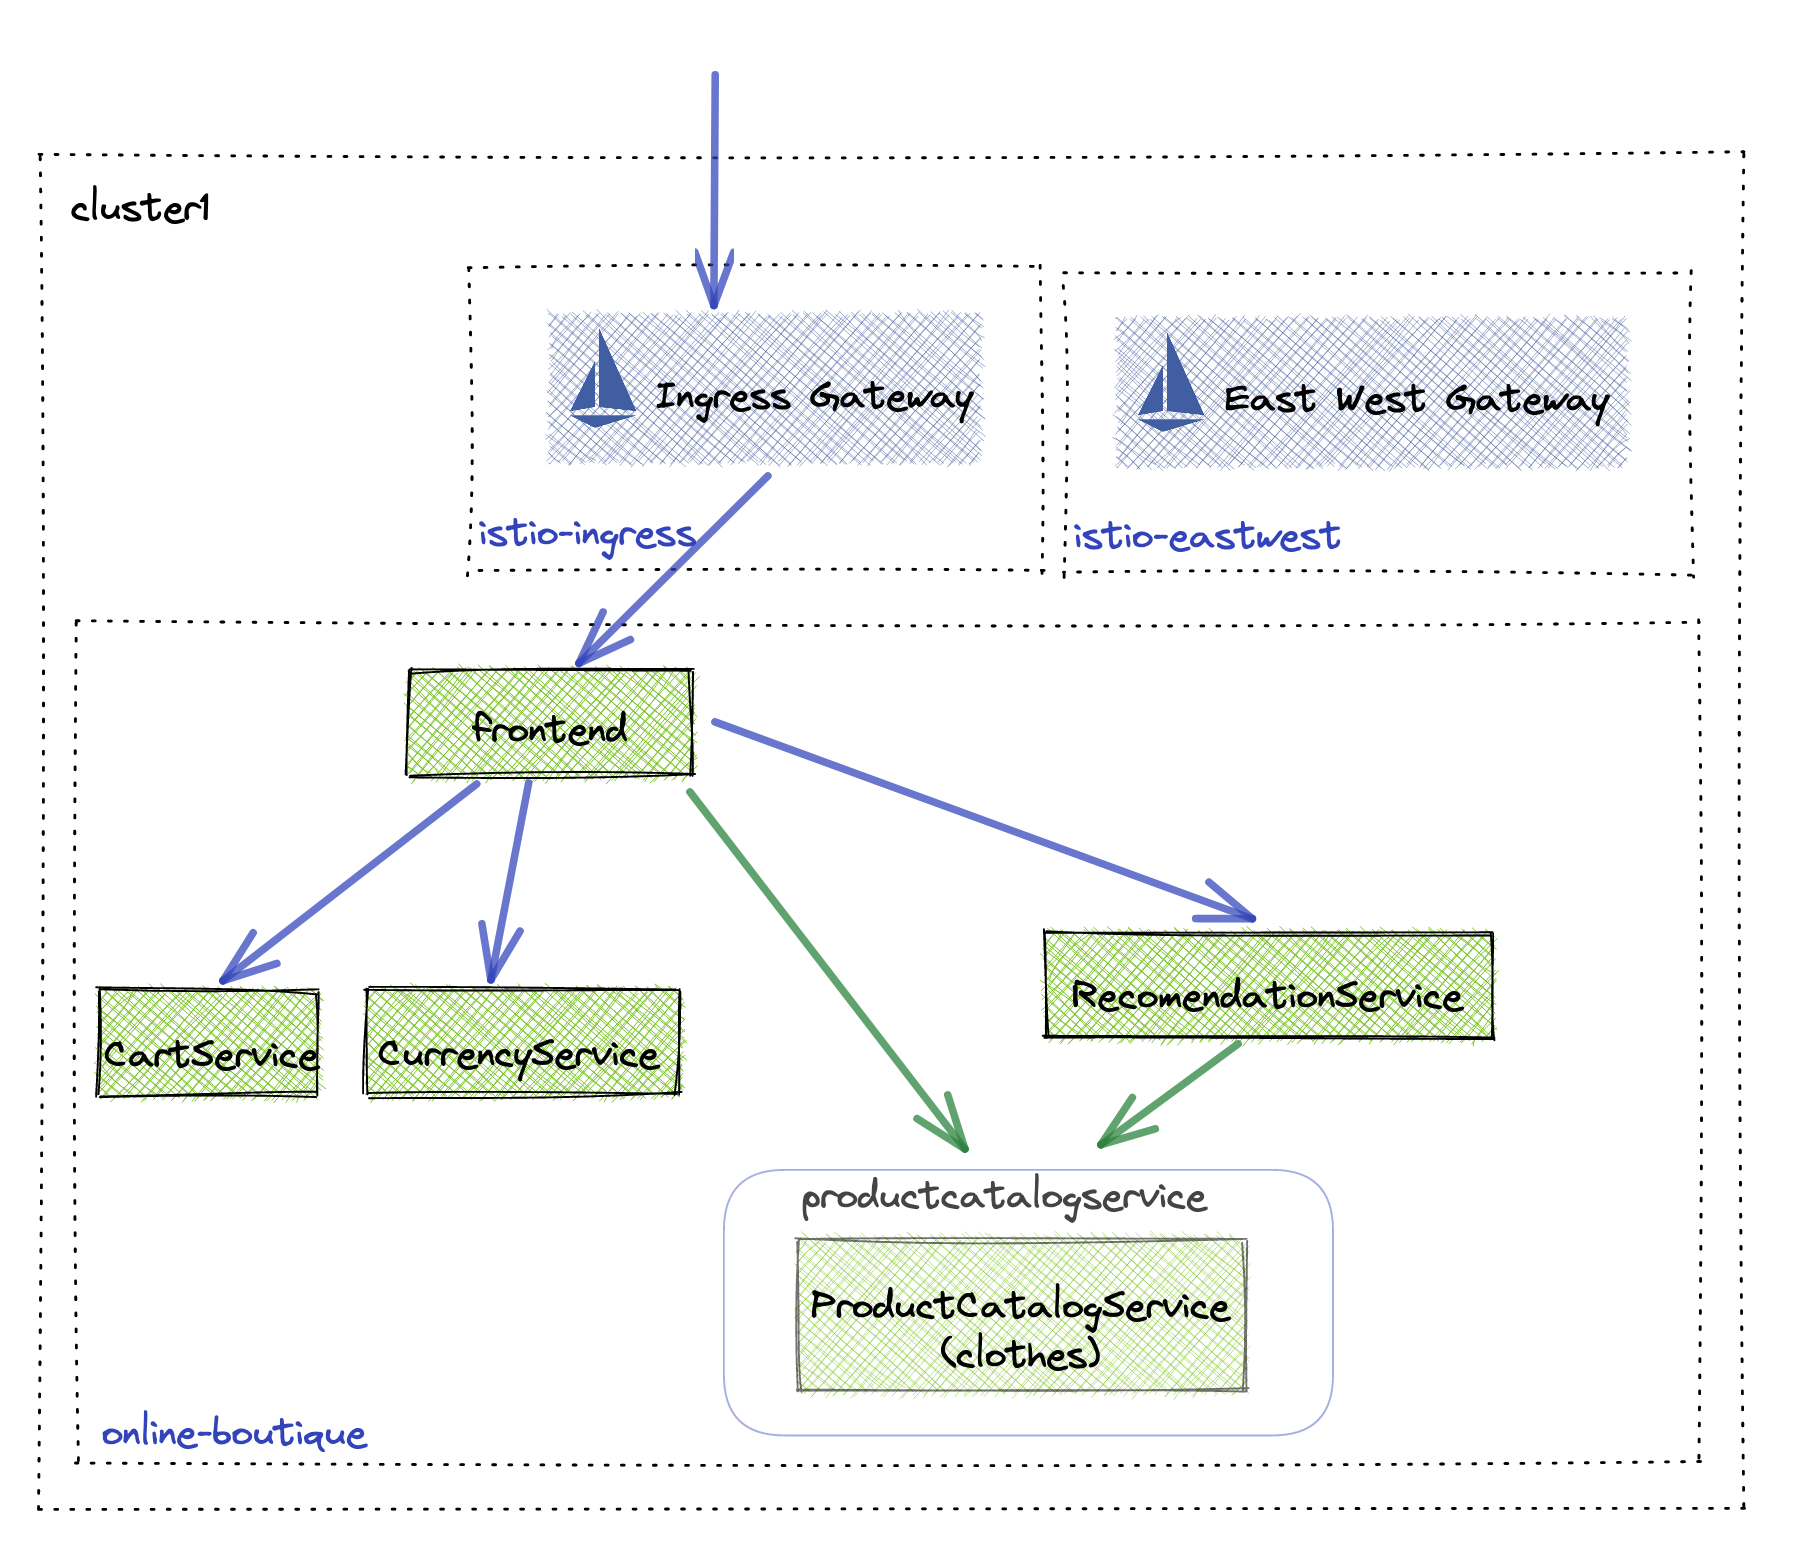 cluster1
Ingress Gateway
East West Gateway
istio-ingress
istio-eastwest
frontend
RecomendationService
CartService
CurrencyService
productcatalogservice
ProductCatalogService
(clothes)
online-boutique